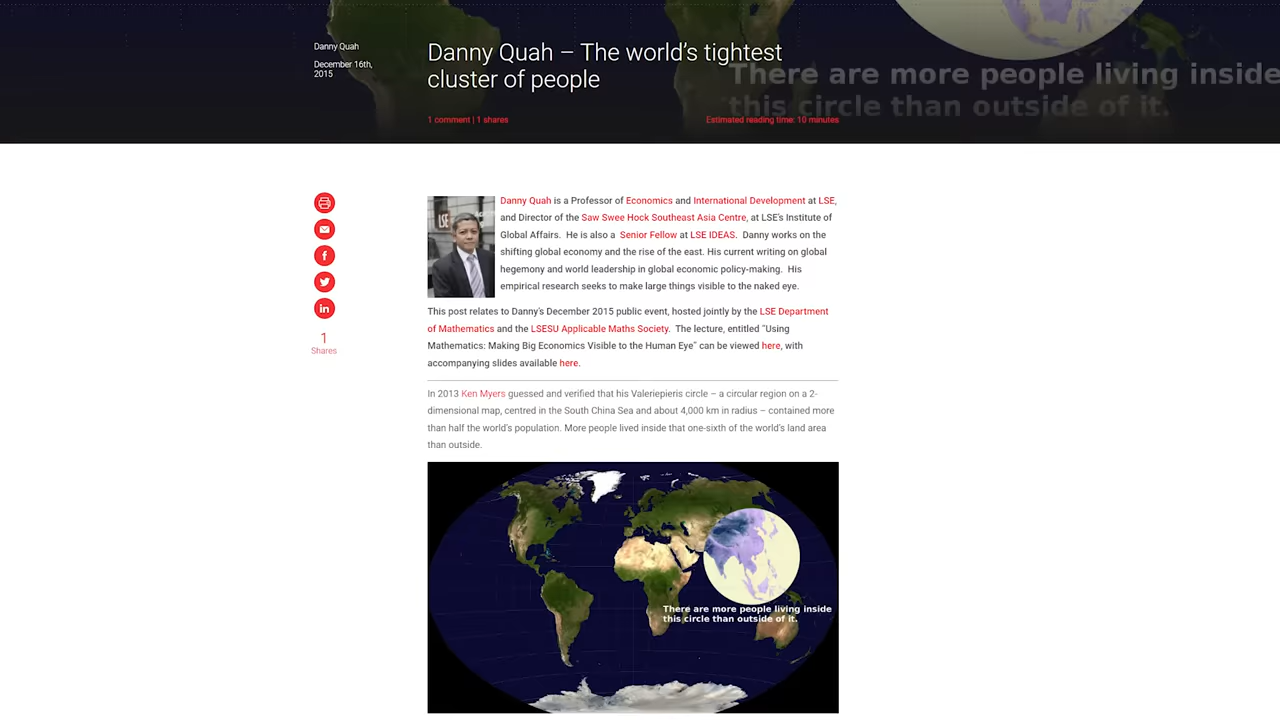 Danny Quah
December 16th,
2015
Danny Quah – The world's tightest
cluster of people
There are more people living inside
this circle than outside of it.
1 comment | 1 shares
Estimated reading time: 10 minutes
LSE
Danny Quah is a Professor of Economics and International Development at LSE,
and Director of the Saw Swee Hock Southeast Asia Centre, at LSE's Institute of
Global Affairs. He is also a Senior Fellow at LSE IDEAS. Danny works on the
shifting global economy and the rise of the east. His current writing on global
hegemony and world leadership in global economic policy-making. His
empirical research seeks to make large things visible to the naked eye.
This post relates to Danny's December 2015 public event, hosted jointly by the LSE Department
of Mathematics and the LSESU Applicable Maths Society. The lecture, entitled "Using
Mathematics: Making Big Economics Visible to the Human Eye" can be viewed here, with
accompanying slides available here.
1
Shares
In 2013 Ken Myers guessed and verified that his Valeriepieris circle – a circular region on a 2-
dimensional map, centred in the South China Sea and about 4,000 km in radius – contained more
than half the world's population. More people lived inside that one-sixth of the world's land area
than outside.
There are more people living inside
this circle than outside of it.